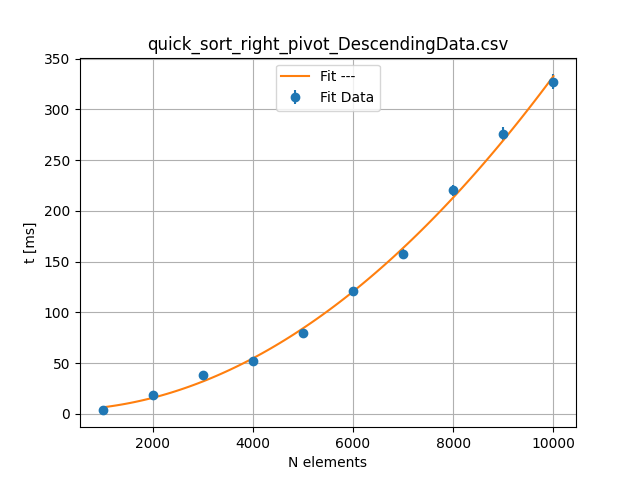 quick_sort_right_pivot_DescendingData.csv
Fit ---
Fit Data
350
300
250
200
150
100
50
0
t [ms]
2000 4000 6000 8000 10000
N elements